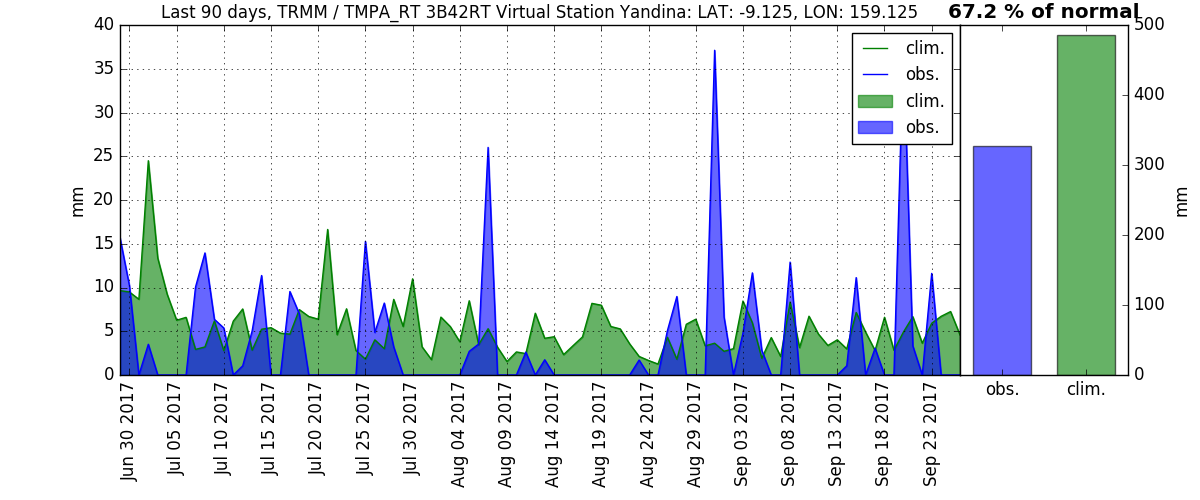 Last 90 days, TRMM / TMPA_RT 3B42RT Virtual Station Yandina: LAT: -9.125, LON: 159.125
67.2 % of normal
40
35
30
25
20
15
10
5
0
mm
clim.
obs.
clim.
obs.
500
400
300
200
100
0
mm
obs.
clim.
Jun 30 2017
Jul 05 2017
Jul 10 2017
Jul 15 2017
Jul 20 2017
Jul 25 2017
Jul 30 2017
Aug 04 2017
Aug 09 2017
Aug 14 2017
Aug 19 2017
Aug 24 2017
Aug 29 2017
Sep 03 2017
Sep 08 2017
Sep 13 2017
Sep 18 2017
Sep 23 2017